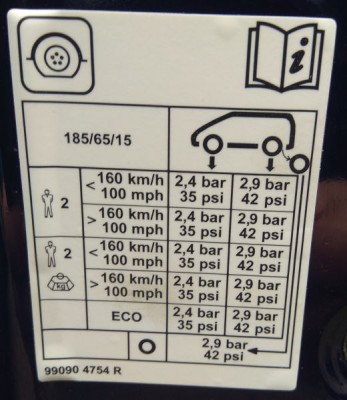 i
185/65/15
2 < 160 km/h 2,4 bar 2,9 bar
100 mph 35 psi 42 psi
> 160 km/h 2,4 bar 2,9 bar
100 mph 35 psi 42 psi
2 < 160 km/h 2,4 bar 2,9 bar
100 mph 35 psi 42 psi
kg > 160 km/h 2,4 bar 2,9 bar
100 mph 35 psi 42 psi
ECO 2,4 bar 2,9 bar
35 psi 42 psi
2,9 bar
42 psi
99090 4754 R